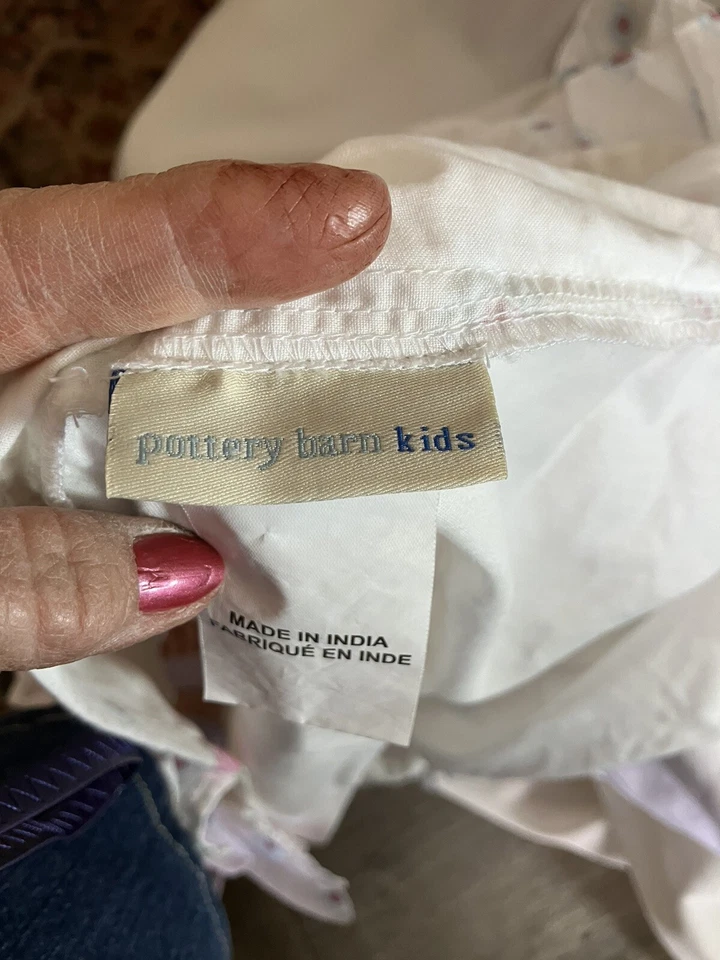 pottery barn kids
MADE IN INDIA
FABRIQUÉ EN INDE